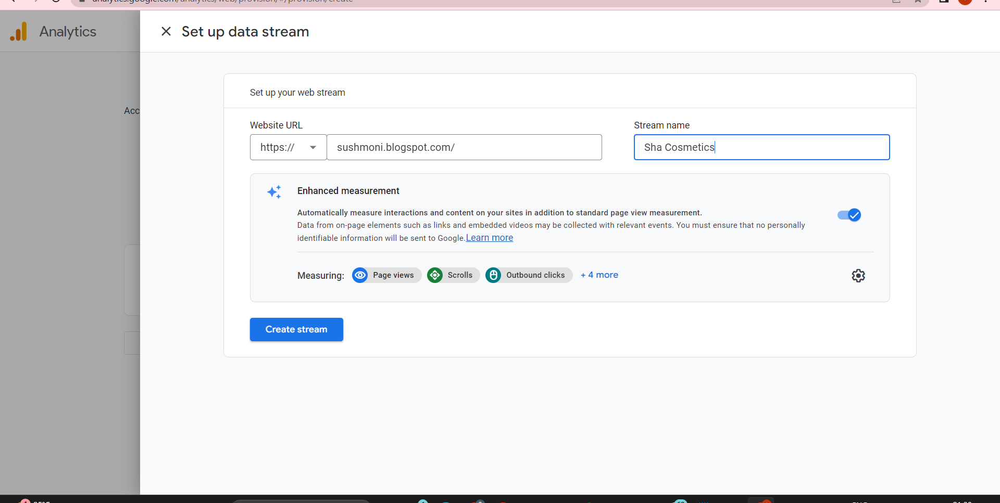 analytics.google.com/analytics/web/provision/#/provision/create
Analytics
Set up data stream
Acc
Set up your web stream
Website URL
Stream name
https://
sushmoni.blogspot.com/
Sha Cosmetics
Enhanced measurement
Automatically measure interactions and content on your sites in addition to standard page view measurement.
Data from on-page elements such as links and embedded videos may be collected with relevant events. You must ensure that no personally
identifiable information will be sent to Google.Learn more
Measuring:
Page views
Scrolls
Outbound clicks
+ 4 more
Create stream